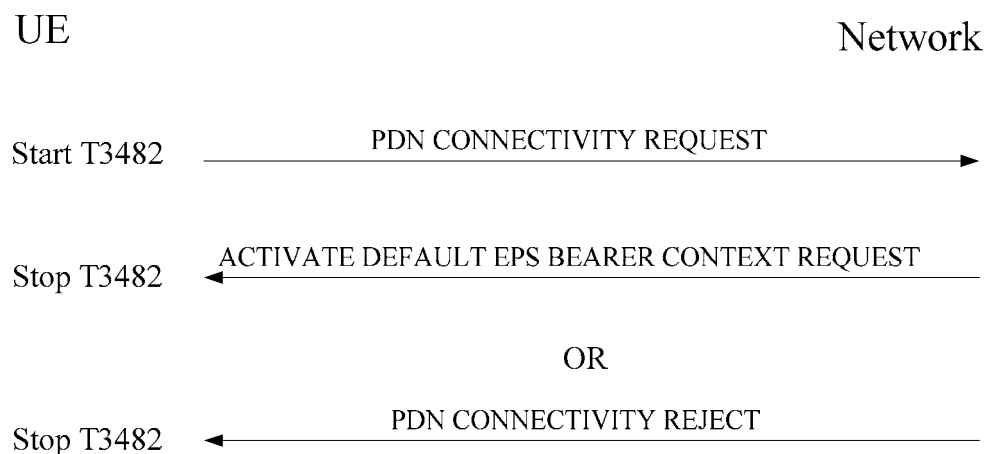 UE
Network
Start T3482
PDN CONNECTIVITY REQUEST
Stop T3482
ACTIVATE DEFAULT EPS BEARER CONTEXT REQUEST
OR
Stop T3482
PDN CONNECTIVITY REJECT